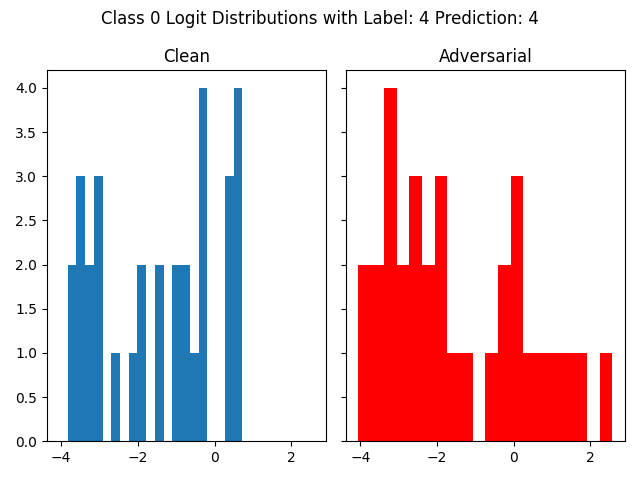 Class 0 Logit Distributions with Label: 4 Prediction: 4
Clean
Adversarial
4.0
3.5
3.0
2.5
2.0
1.5
1.0
0.5
0.0
−4 −2 0 2
−4 −2 0 2